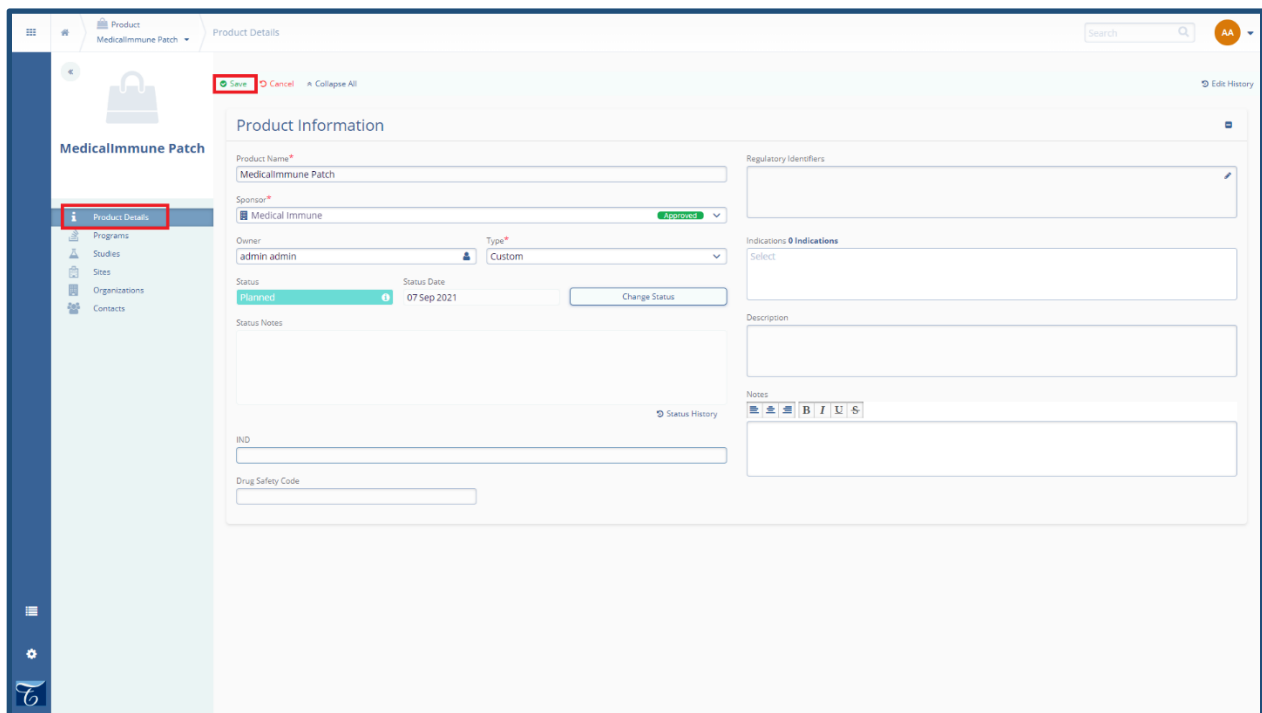 Product
MedicalImmune Patch
Product Details
Search
AA
Save Cancel Collapse All
Edit History
MedicalImmune Patch
Product Details
Programs
Studies
Sites
Organizations
Contacts
Product Information
Product Name*
MedicalImmune Patch
Sponsor*
Medical Immune Approved
Owner Type*
admin admin Custom
Status Status Date
Planned 07 Sep 2021 Change Status
Status Notes
Status History
IND
Drug Safety Code
Regulatory Identifiers
Indications 0 Indications
Select
Description
Notes
B I U S